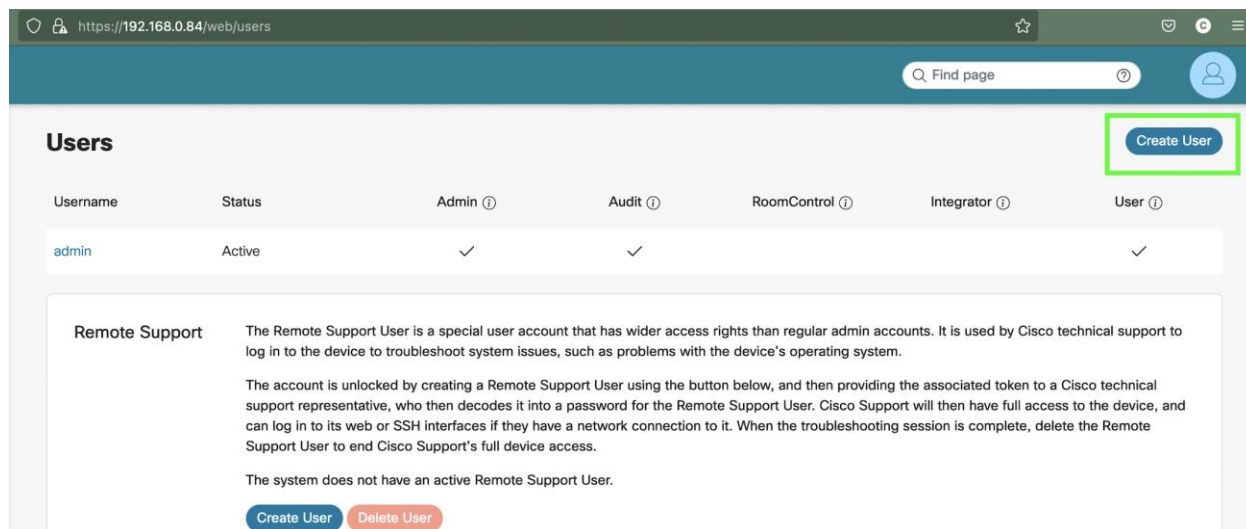 https://192.168.0.84/web/users
C
Find page
Users
Create User
Username Status Admin Audit RoomControl Integrator User
admin Active
Remote Support
The Remote Support User is a special user account that has wider access rights than regular admin accounts. It is used by Cisco technical support to
log in to the device to troubleshoot system issues, such as problems with the device's operating system.
The account is unlocked by creating a Remote Support User using the button below, and then providing the associated token to a Cisco technical
support representative, who then decodes it into a password for the Remote Support User. Cisco Support will then have full access to the device, and
can log in to its web or SSH interfaces if they have a network connection to it. When the troubleshooting session is complete, delete the Remote
Support User to end Cisco Support's full device access.
The system does not have an active Remote Support User.
Create User Delete User